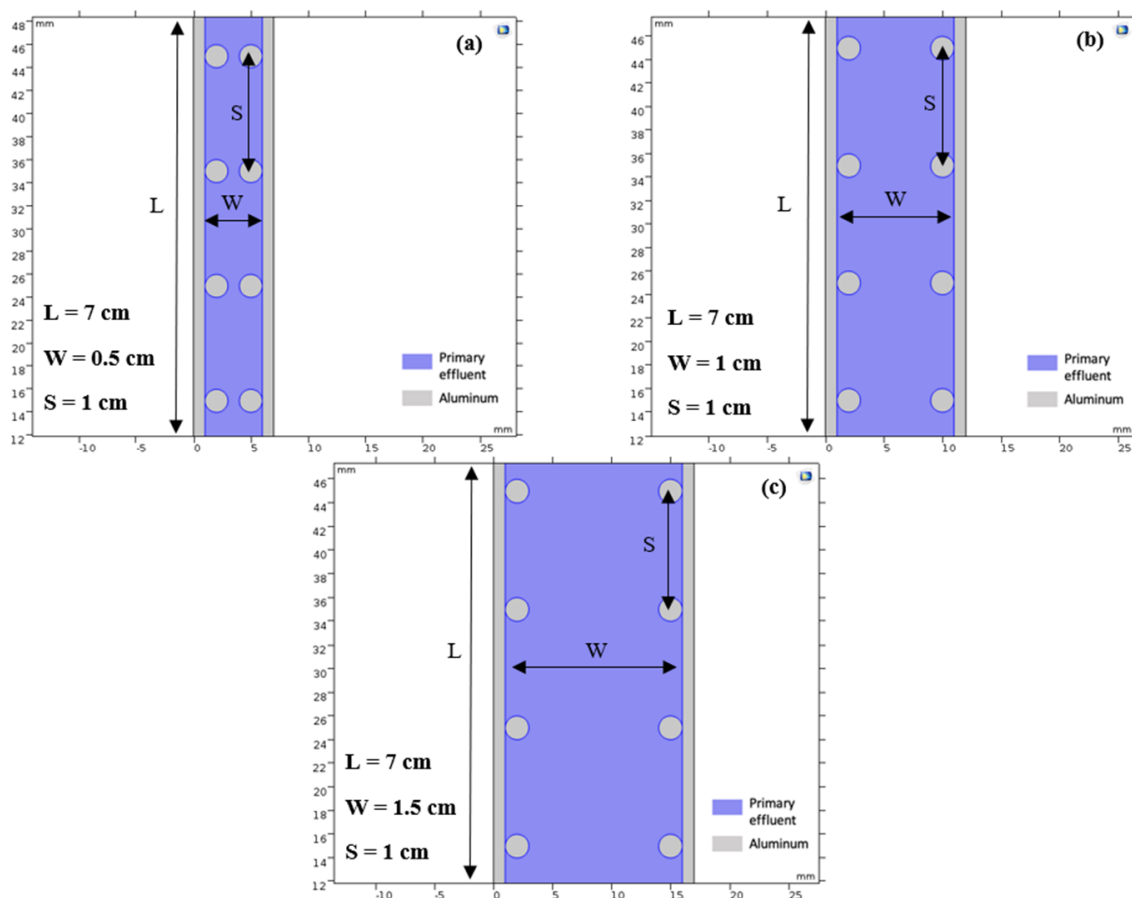 mm
(a)
48
46
44
42
40
38
36
34
32
30
28
26
24
22
20
18
16
14
12
S
W
L
L = 7 cm
W = 0.5 cm
S = 1 cm
Primary
effluent
Aluminum
mm
-10
-5
0
5
10
15
20
25
mm
(b)
46
44
42
40
38
36
34
32
30
28
26
24
22
20
18
16
14
12
S
W
L
L = 7 cm
W = 1 cm
S = 1 cm
Primary
effluent
Aluminum
mm
-10
-5
0
5
10
15
20
25
mm
(c)
46
44
42
40
38
36
34
32
30
28
26
24
22
20
18
16
14
12
S
W
L
L = 7 cm
W = 1.5 cm
S = 1 cm
Primary
effluent
Aluminum
mm
-10
-5
0
5
10
15
20
25